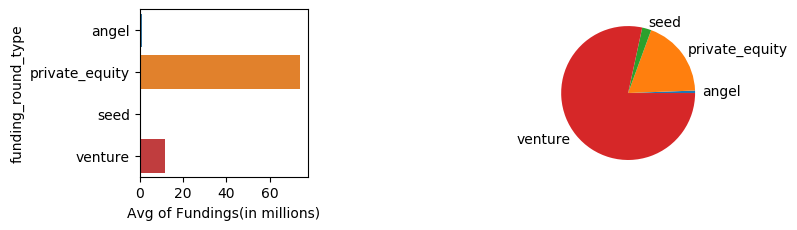 funding_round_type
angel
private_equity
seed
venture
0 20 40 60
Avg of Fundings(in millions)
seed
private_equity
angel
venture